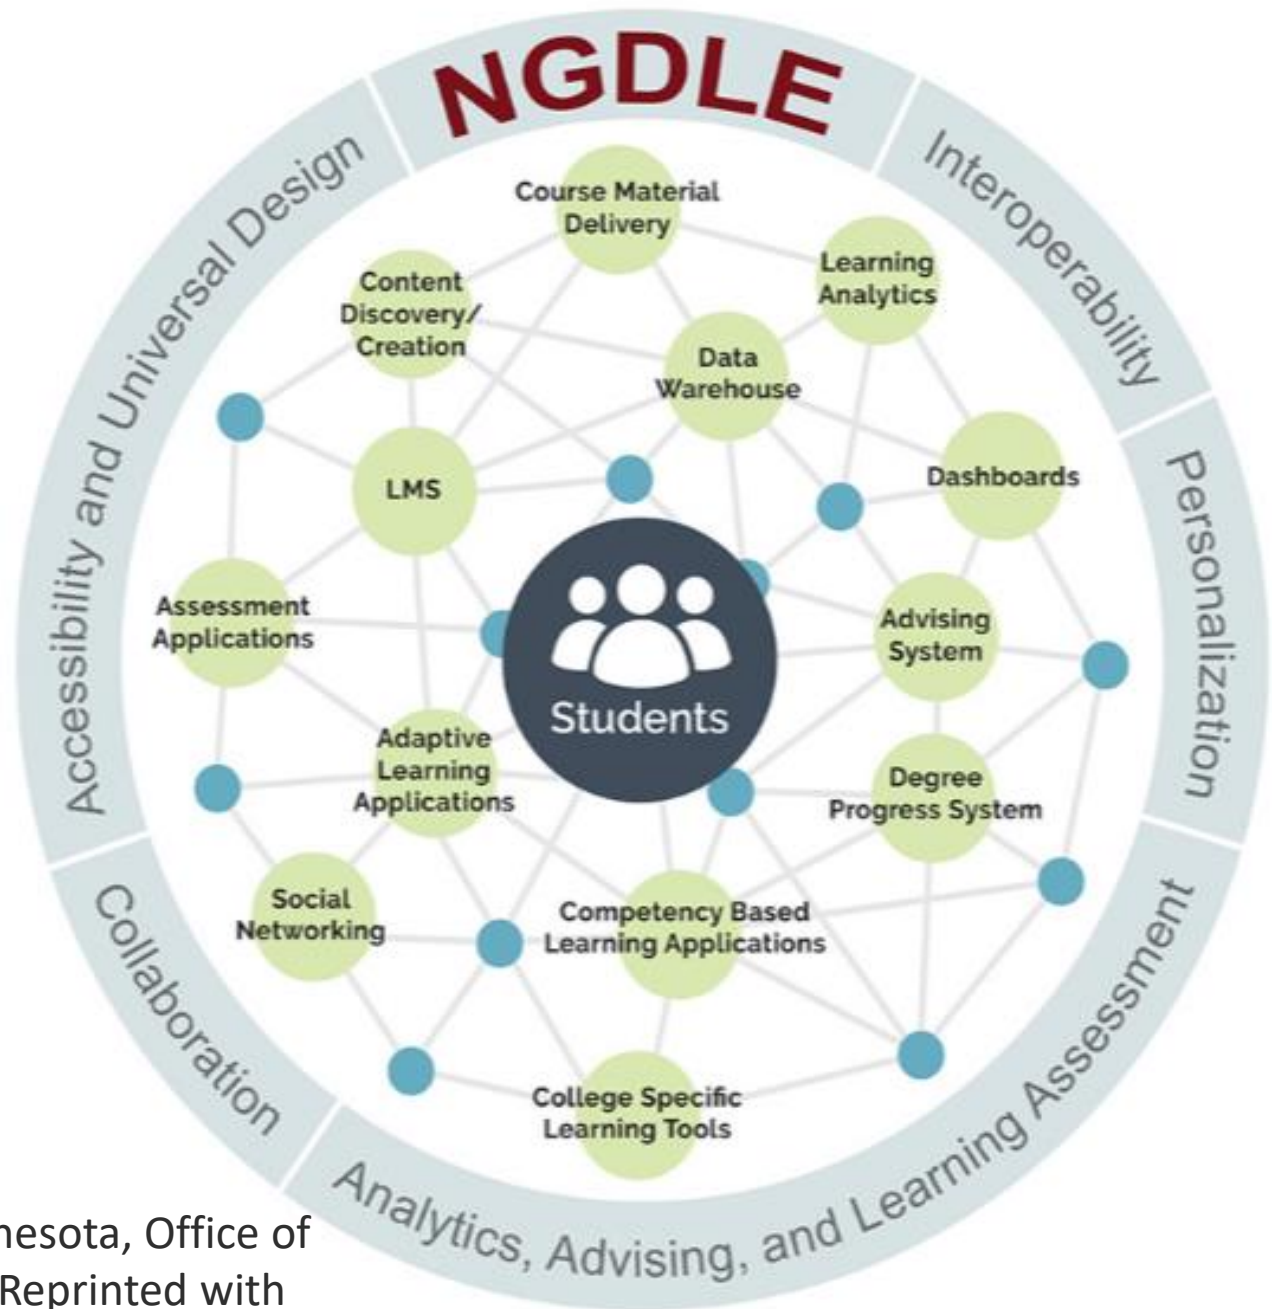 NGDLE
Interoperability
Personalization
Analytics, Advising, and Learning Assessment
Collaboration
Accessibility and Universal Design
Course Material
Delivery
Learning
Analytics
Content
Discovery/
Creation
Data
Warehouse
LMS
Dashboards
Assessment
Applications
Students
Advising
System
Adaptive
Learning
Applications
Degree
Progress System
Social
Networking
Competency Based
Learning Applications
College Specific
Learning Tools
nesota, Office of
Reprinted with